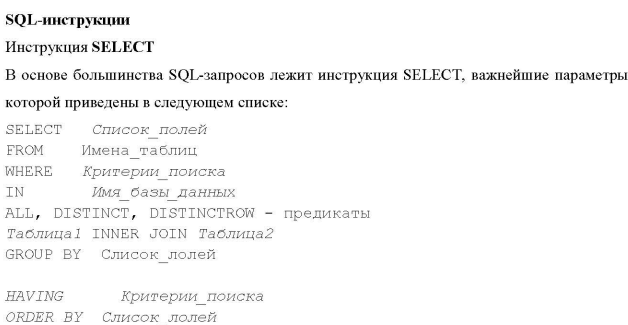 SQL-инструкции
Инструкция SELECT
В основе большинства SQL-запросов лежит инструкция SELECT, важнейшие параметры
которой приведены в следующем списке:
SELECT Список_полей
FROM Имена_таблиц
WHERE Критерии_поиска
IN Имя_базы_данных
ALL, DISTINCT, DISTINCTROW - предикаты
Таблица1 INNER JOIN Таблица2
GROUP BY Список_лолей
HAVING Критерии_поиска
ORDER BY Список_лолей